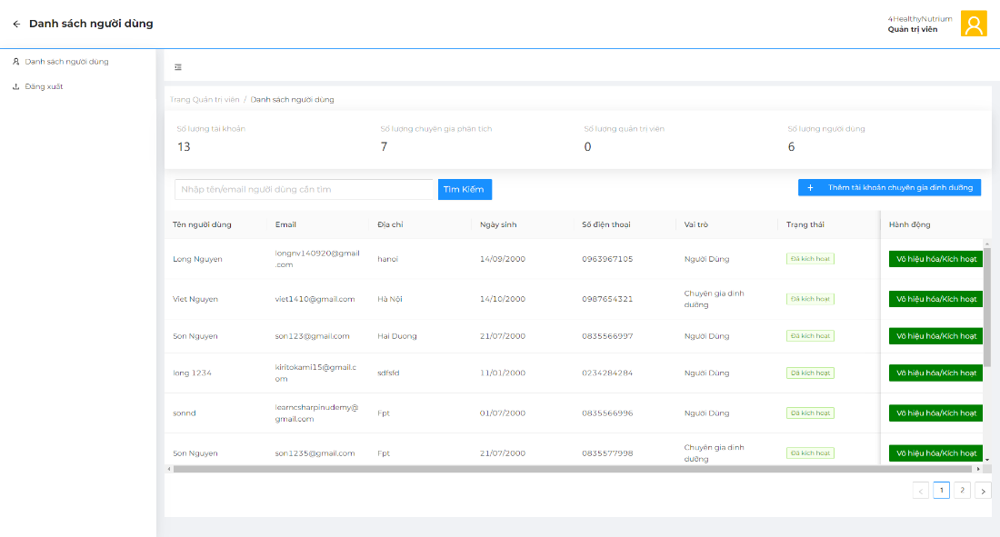 Danh sách người dùng
4HealthyNutrium
Quản trị viên
Danh sách người dùng
Đăng xuất
Trang Quản trị viên / Danh sách người dùng
Số lượng tài khoản
Số lượng chuyên gia phân tích
Số lượng quản trị viên
Số lượng người dùng
13
7
0
6
Nhập tên/email người dùng cần tìm
Tìm Kiếm
+ Thêm tài khoản chuyên gia dinh dưỡng
Tên người dùng Email Địa chỉ Ngày sinh Số điện thoại Vai trò Trạng thái Hành động
Long Nguyen longnv140920@gmail hanoi 14/09/2000 0963967105 Người Dùng Đã kích hoạt Vô hiệu hóa/Kích hoạt
.com
Viet Nguyen viet1410@gmail.com Hà Nội 14/10/2000 0987654321 Chuyên gia dinh Đã kích hoạt Vô hiệu hóa/Kích hoạt
dưỡng
Son Nguyen son123@gmail.com Hai Duong 21/07/2000 0835566997 Người Dùng Đã kích hoạt Vô hiệu hóa/Kích hoạt
long 1234 kiritokami15@gmail.c sdfsfd 11/01/2000 0234284284 Người Dùng Đã kích hoạt Vô hiệu hóa/Kích hoạt
om
sonnd learncsharpinudemy@ Fpt 01/07/2000 0835566996 Người Dùng Đã kích hoạt Vô hiệu hóa/Kích hoạt
gmail.com
Son Nguyen son1235@gmail.com Fpt 21/07/2000 0835577998 Chuyên gia dinh Đã kích hoạt Vô hiệu hóa/Kích hoạt
dưỡng
< 1 2 >